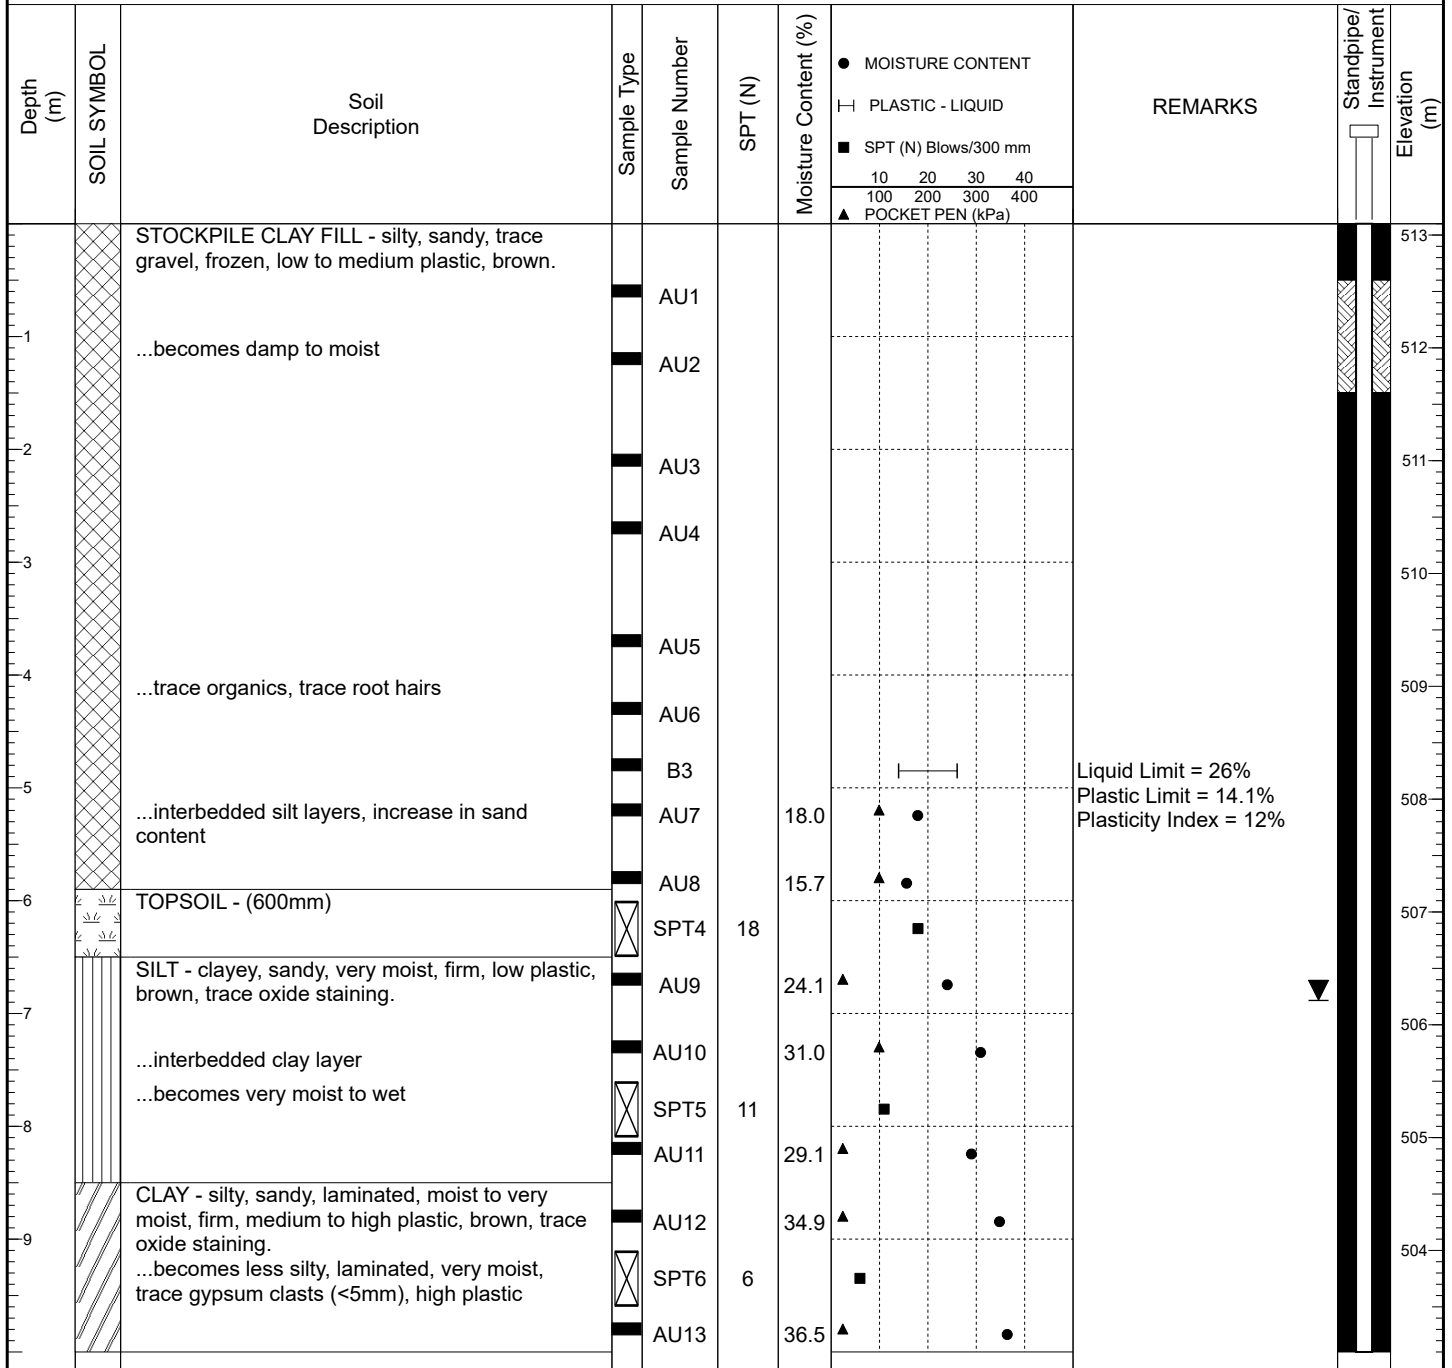 Depth
(m)
SOIL SYMBOL
Soil
Description
Sample Type
Sample Number
SPT (N)
Moisture Content (%)
MOISTURE CONTENT
PLASTIC - LIQUID
SPT (N) Blows/300 mm
10 20 30 40
100 200 300 400
POCKET PEN (kPa)
REMARKS
Standpipe/
Instrument
Elevation
(m)
STOCKPILE CLAY FILL - silty, sandy, trace
gravel, frozen, low to medium plastic, brown.
513
AU1
1
...becomes damp to moist
AU2
512
2
AU3
511
AU4
3
510
AU5
4
...trace organics, trace root hairs
509
AU6
B3
Liquid Limit = 26%
Plastic Limit = 14.1%
Plasticity Index = 12%
5
...interbedded silt layers, increase in sand
content
AU7
18.0
508
AU8
15.7
6
TOPSOIL - (600mm)
507
SPT4
18
SILT - clayey, sandy, very moist, firm, low plastic,
brown, trace oxide staining.
AU9
24.1
7
506
...interbedded clay layer
AU10
31.0
...becomes very moist to wet
SPT5
11
8
505
AU11
29.1
CLAY - silty, sandy, laminated, moist to very
moist, firm, medium to high plastic, brown, trace
oxide staining.
AU12
34.9
9
504
...becomes less silty, laminated, very moist,
trace gypsum clasts (<5mm), high plastic
SPT6
6
AU13
36.5